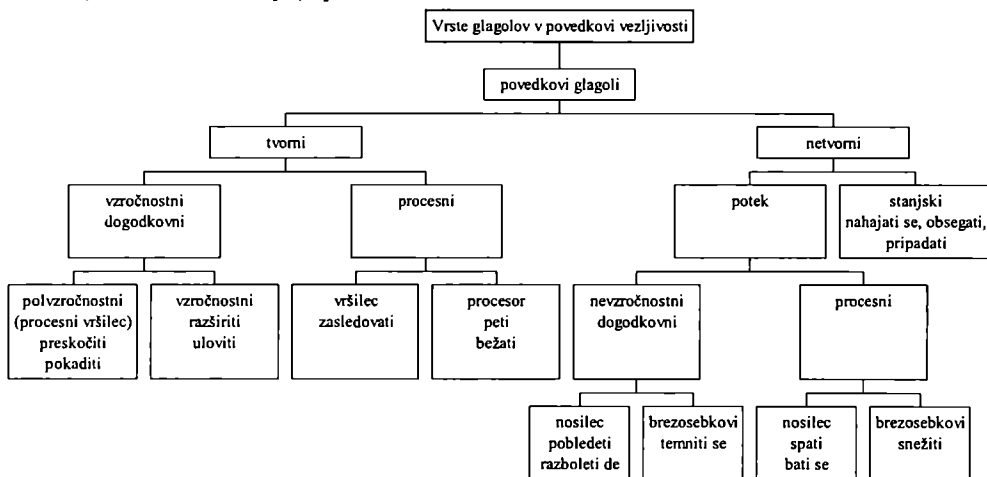 Vrste glagolov v povedkovi vezljivosti
povedkovi glagoli
tvorni
netvorni
vzročnostni
dogodkovni
procesni
potek
stanjski
nahajati se, obsegati,
pripadati
polvzročnostni
(procesni vršilec)
preskočiti
pokaditi
vzročnostni
razširiti
uloviti
vršilec
zasledovati
procesor
peti
bežati
nevzročnostni
dogodkovni
procesni
nosilec
pobledeti
razboleti de
brezosebkovi
temniti se
nosilec
spati
bati se
brezosebkovi
snežiti